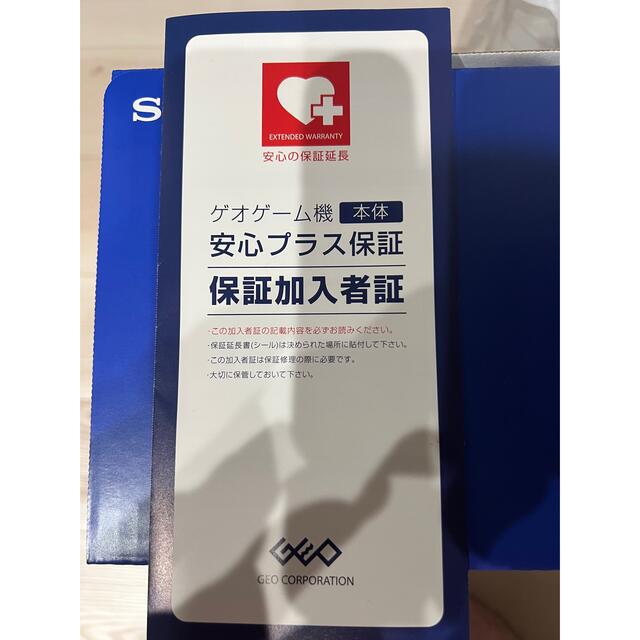 S
EXTENDED WARRANTY
安心の保証延長
ゲオゲーム機 本体
安心プラス保証
保証加入者証
・この加入者証の記載内容を必ずお読みください。
・保証延長書(シール)は決められた場所に貼付して下さい。
・この加入者証は保証修理の際に必要です。
・大切に保管しておいて下さい。
GEO
GEO CORPORATION